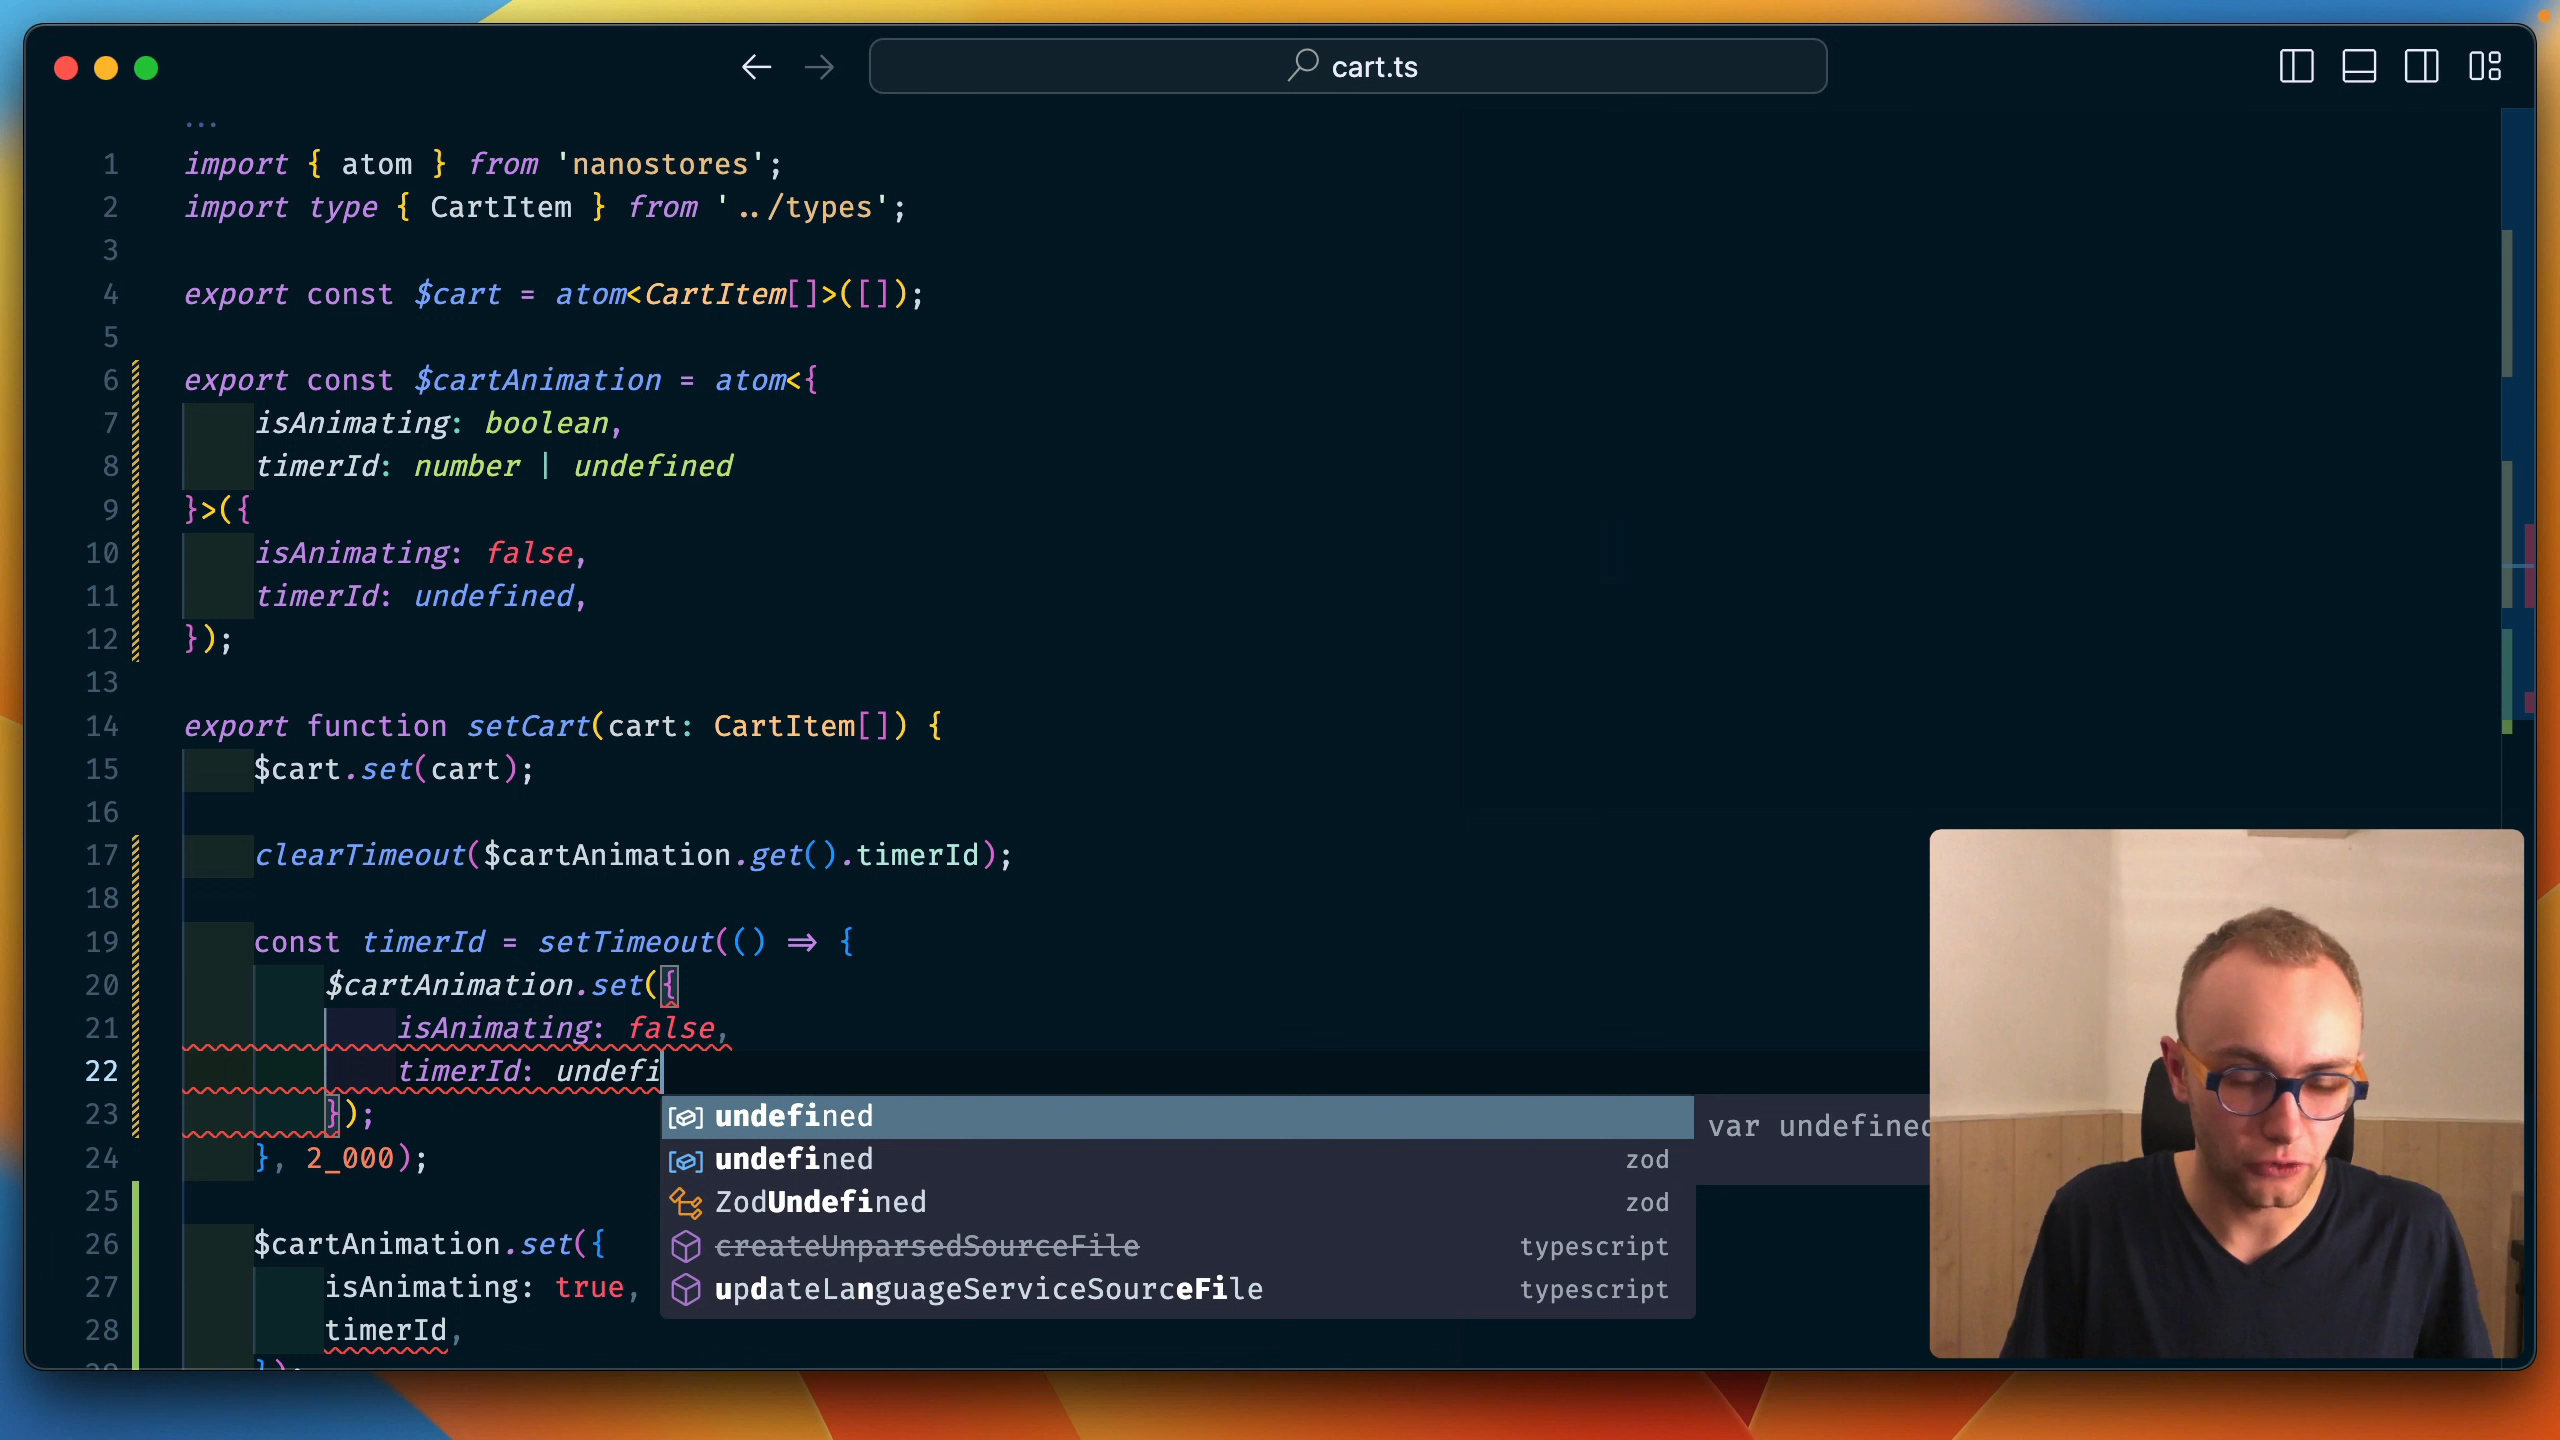 cart.ts
...
1 import { atom } from 'nanostores';
2 import type { CartItem } from '../types';
3
4 export const $cart = atom<CartItem[]>([]);
5
6 export const $cartAnimation = atom<{
7 isAnimating: boolean,
8 timerId: number | undefined
9 }>({
10 isAnimating: false,
11 timerId: undefined,
12 });
13
14 export function setCart(cart: CartItem[]) {
15 $cart.set(cart);
16
17 clearTimeout($cartAnimation.get().timerId);
18
19 const timerId = setTimeout(() => {
20 $cartAnimation.set({
21 isAnimating: false,
22 timerId: undefi
23 });
24 }, 2_000);
25
26 $cartAnimation.set({
27 isAnimating: true,
28 timerId,
});
undefined
var undefined
undefined zod
ZodUndefined zod
createUnparsedSourceFile typescript
updateLanguageServiceSourceFile typescript